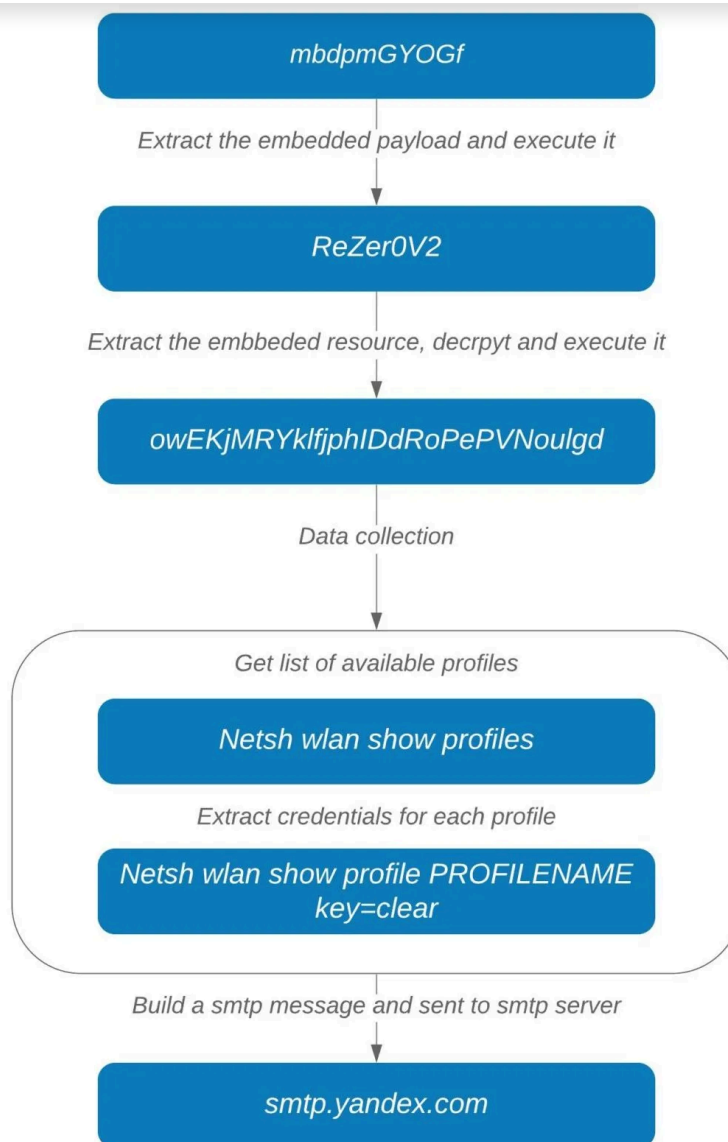 mbdpmGYOGf
Extract the embedded payload and execute it
ReZer0V2
Extract the embbeded resource, decrpyt and execute it
owEKjMRYklfjphIDdRoPePVNoulgd
Data collection
Get list of available profiles
Netsh wlan show profiles
Extract credentials for each profile
Netsh wlan show profile PROFILENAME
key=clear
Build a smtp message and sent to smtp server
smtp.yandex.com